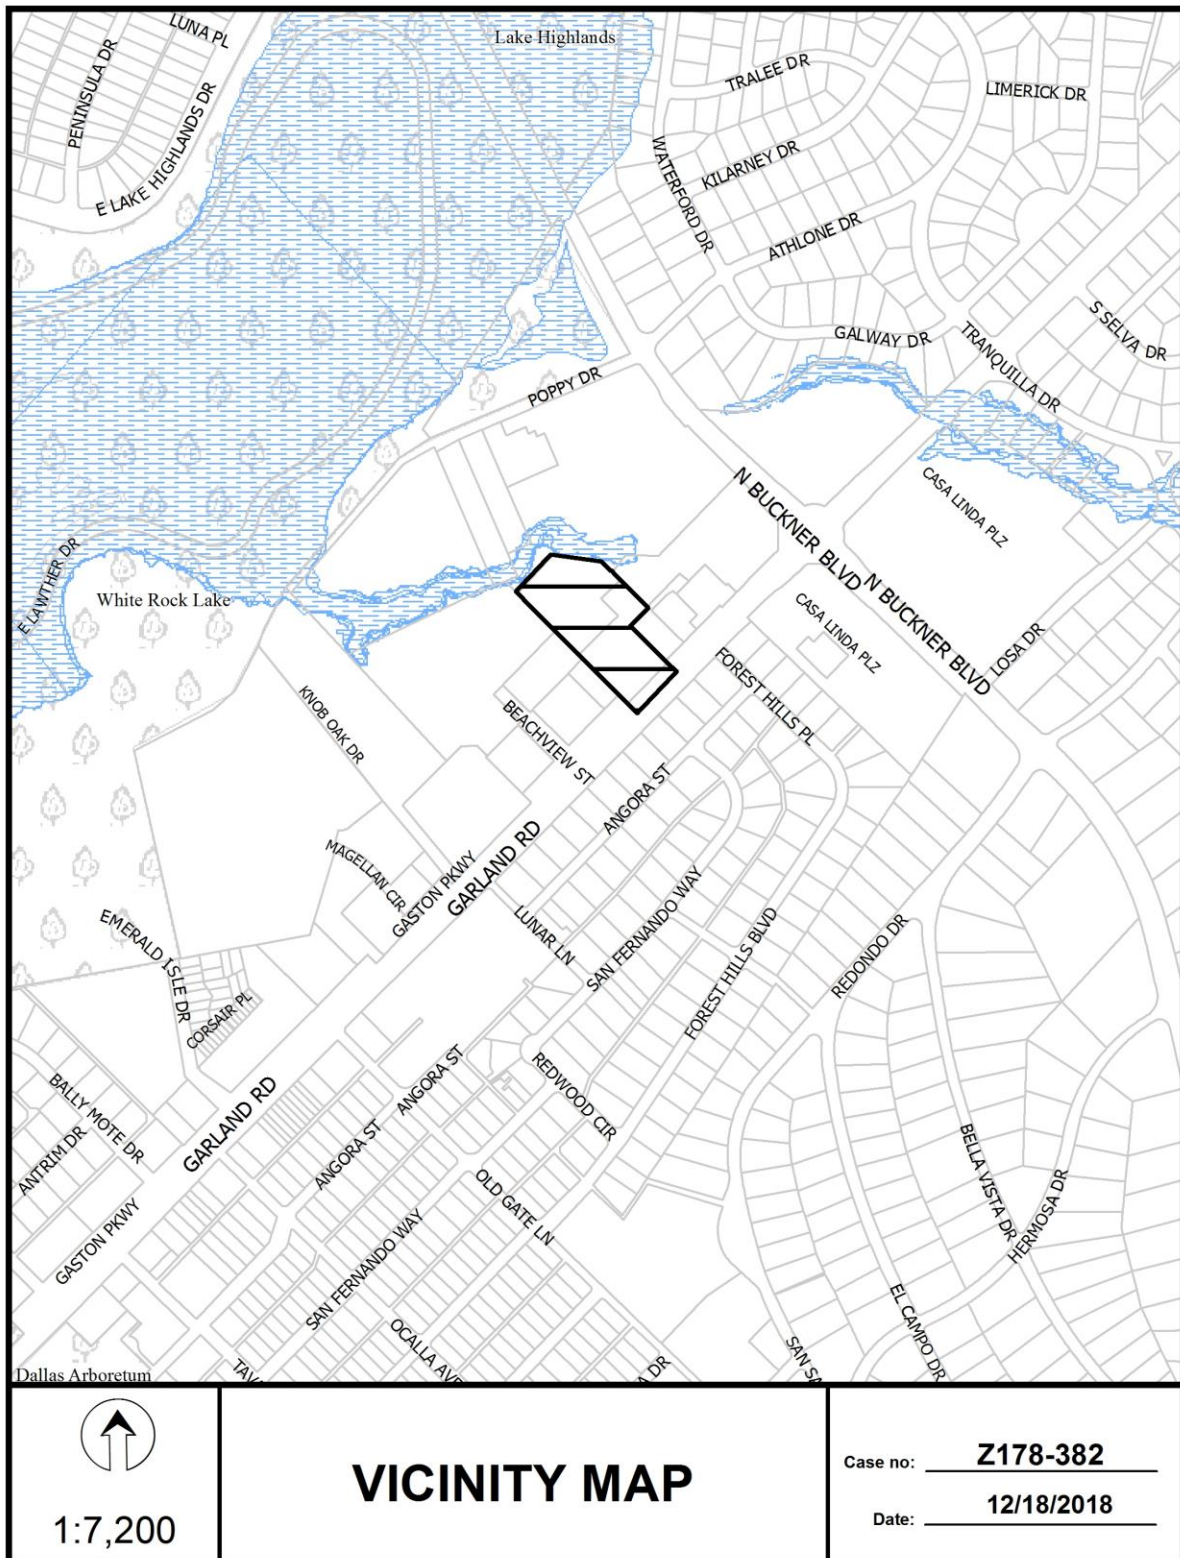 LUNA PL
Lake Highlands
PENINSULA DR
TRALEE DR
LIMERICK DR
E LAKE HIGHLANDS DR
WATERFORD DR
KILARNEY DR
ATHLONE DR
GALWAY DR
TRANQUILLA DR
S SELVA DR
POPPY DR
N BUCKNER BLVD
CASA LINDA PLZ
E LAWTHER DR
White Rock Lake
N BUCKNER BLVD
CASA LINDA PLZ
LOSA DR
FOREST HILLS PL
KNOB OAK DR
BEACHVIEW ST
ANGORA ST
MAGELLAN CIR
GASTON PKWY
GARLAND RD
EMERALD ISLE DR
LUNAR LN
SAN FERNANDO WAY
FOREST HILLS BLVD
REDONDO DR
CORSAIR PL
BALLY MOTE DR
ANTRIM DR
GARLAND RD
ANGORA ST
ANGORA ST
REDWOOD CIR
OLD GATE LN
BELLA VISTA DR
HERMOSA DR
GASTON PKWY
SAN FERNANDO WAY
EL CAMPO DR
OCALLA AVE
SAN
DR
Dallas Arboretum
1:7,200
VICINITY MAP
Case no: Z178-382
Date: 12/18/2018